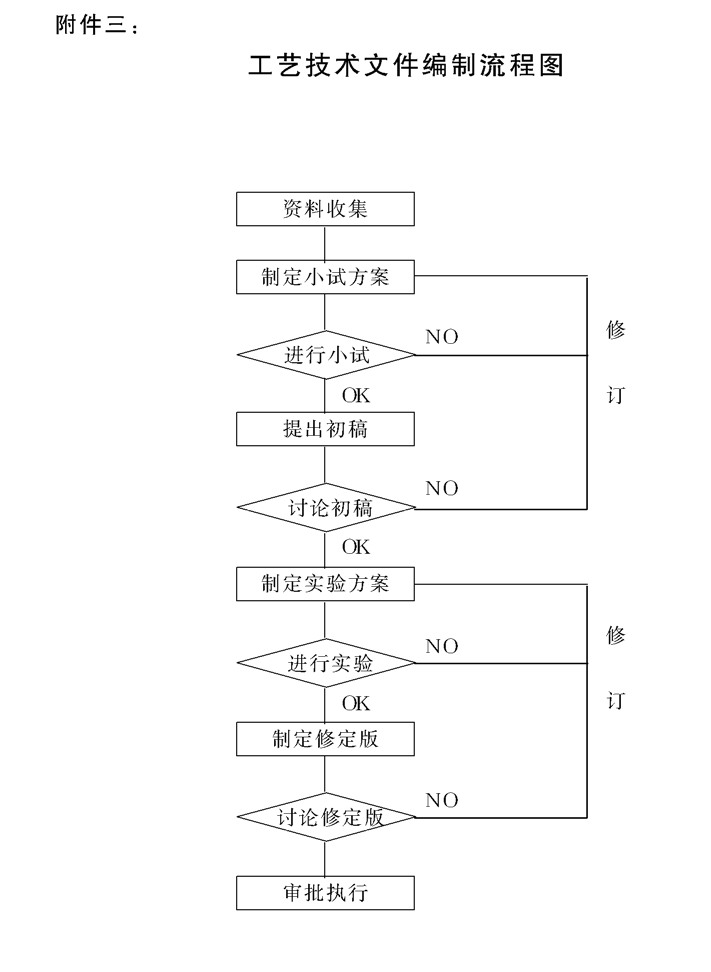 附件三：
工艺技术文件编制流程图
资料收集
制定小试方案
进行小试
NO
修
订
OK
提出初稿
讨论初稿
NO
OK
制定实验方案
进行实验
NO
修
订
OK
制定修定版
讨论修定版
NO
审批执行